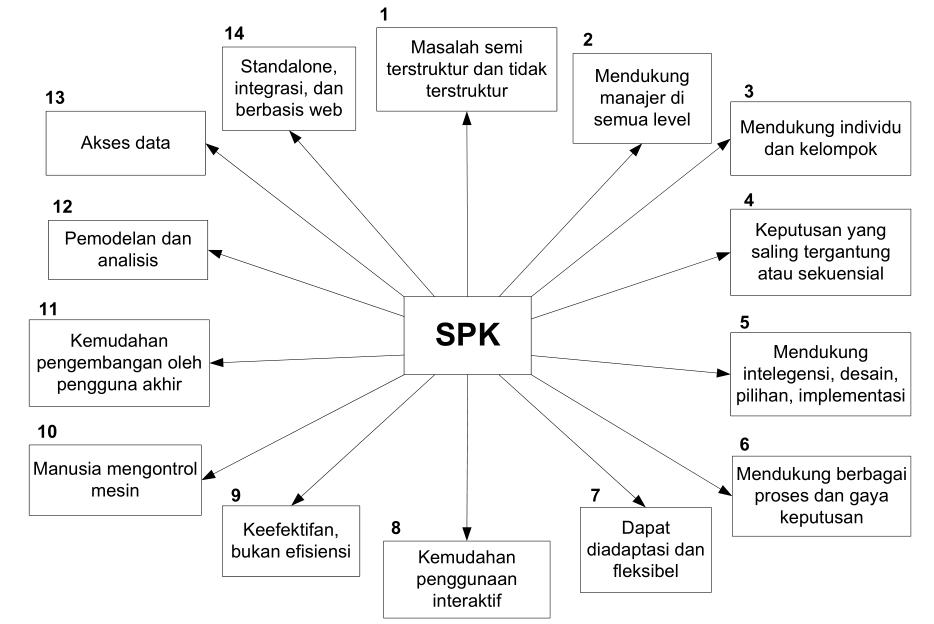 1
Masalah semi
terstruktur dan tidak
terstruktur
2
Mendukung
manajer di
semua level
3
Mendukung individu
dan kelompok
4
Keputusan yang
saling tergantung
atau sekuensial
5
Mendukung
intelegensi, desain,
pilihan, implementasi
6
Mendukung berbagai
proses dan gaya
keputusan
7
Dapat
diadaptasi dan
fleksibel
8
Kemudahan
penggunaan
interaktif
9
Keefektifan,
bukan efisiensi
10
Manusia mengontrol
mesin
11
Kemudahan
pengembangan oleh
pengguna akhir
12
Pemodelan dan
analisis
13
Akses data
14
Standalone,
integrasi, dan
berbasis web
SPK